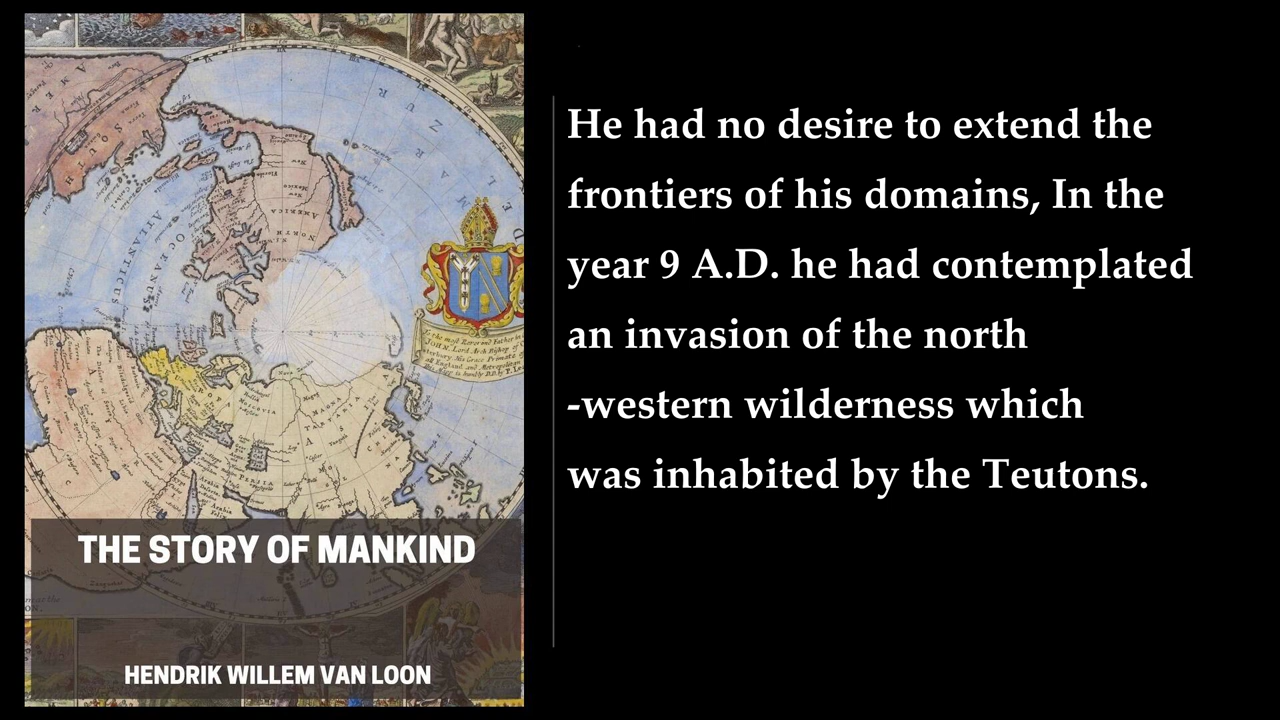 THE STORY OF MANKIND
HENDRIK WILLEM VAN LOON
He had no desire to extend the
frontiers of his domains, In the
year 9 A.D. he had contemplated
an invasion of the north
-western wilderness which
was inhabited by the Teutons.